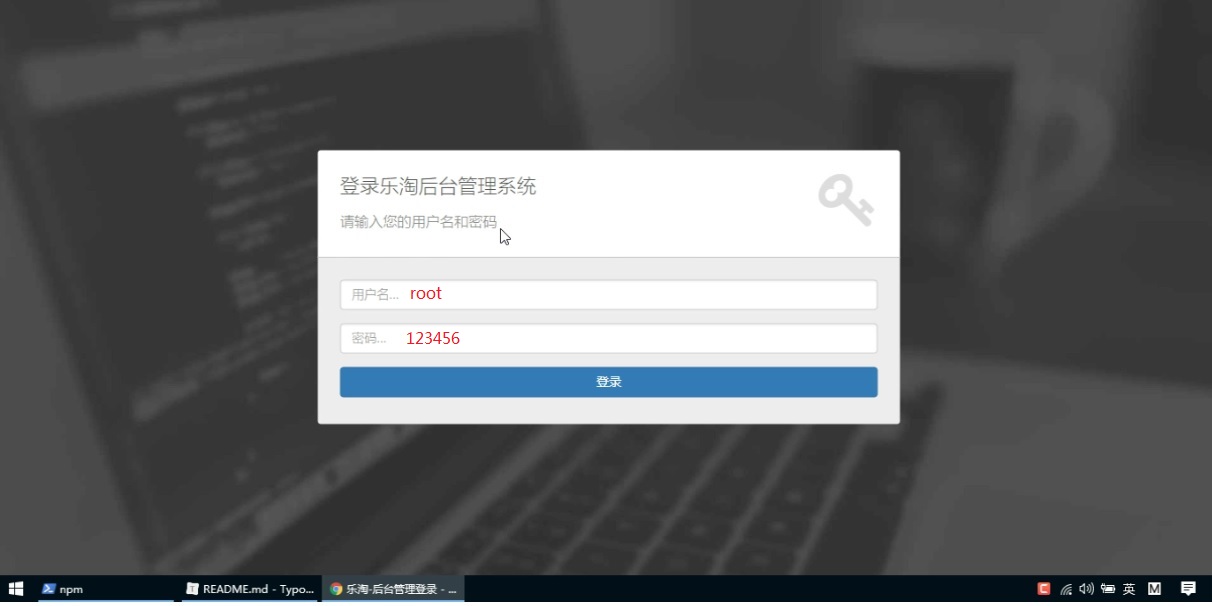 登录乐淘后台管理系统
请输入您的用户名和密码
用户名... root
密码... 123456
登录
npm
README.md - Typo...
乐淘-后台管理登录 - ...
英
M